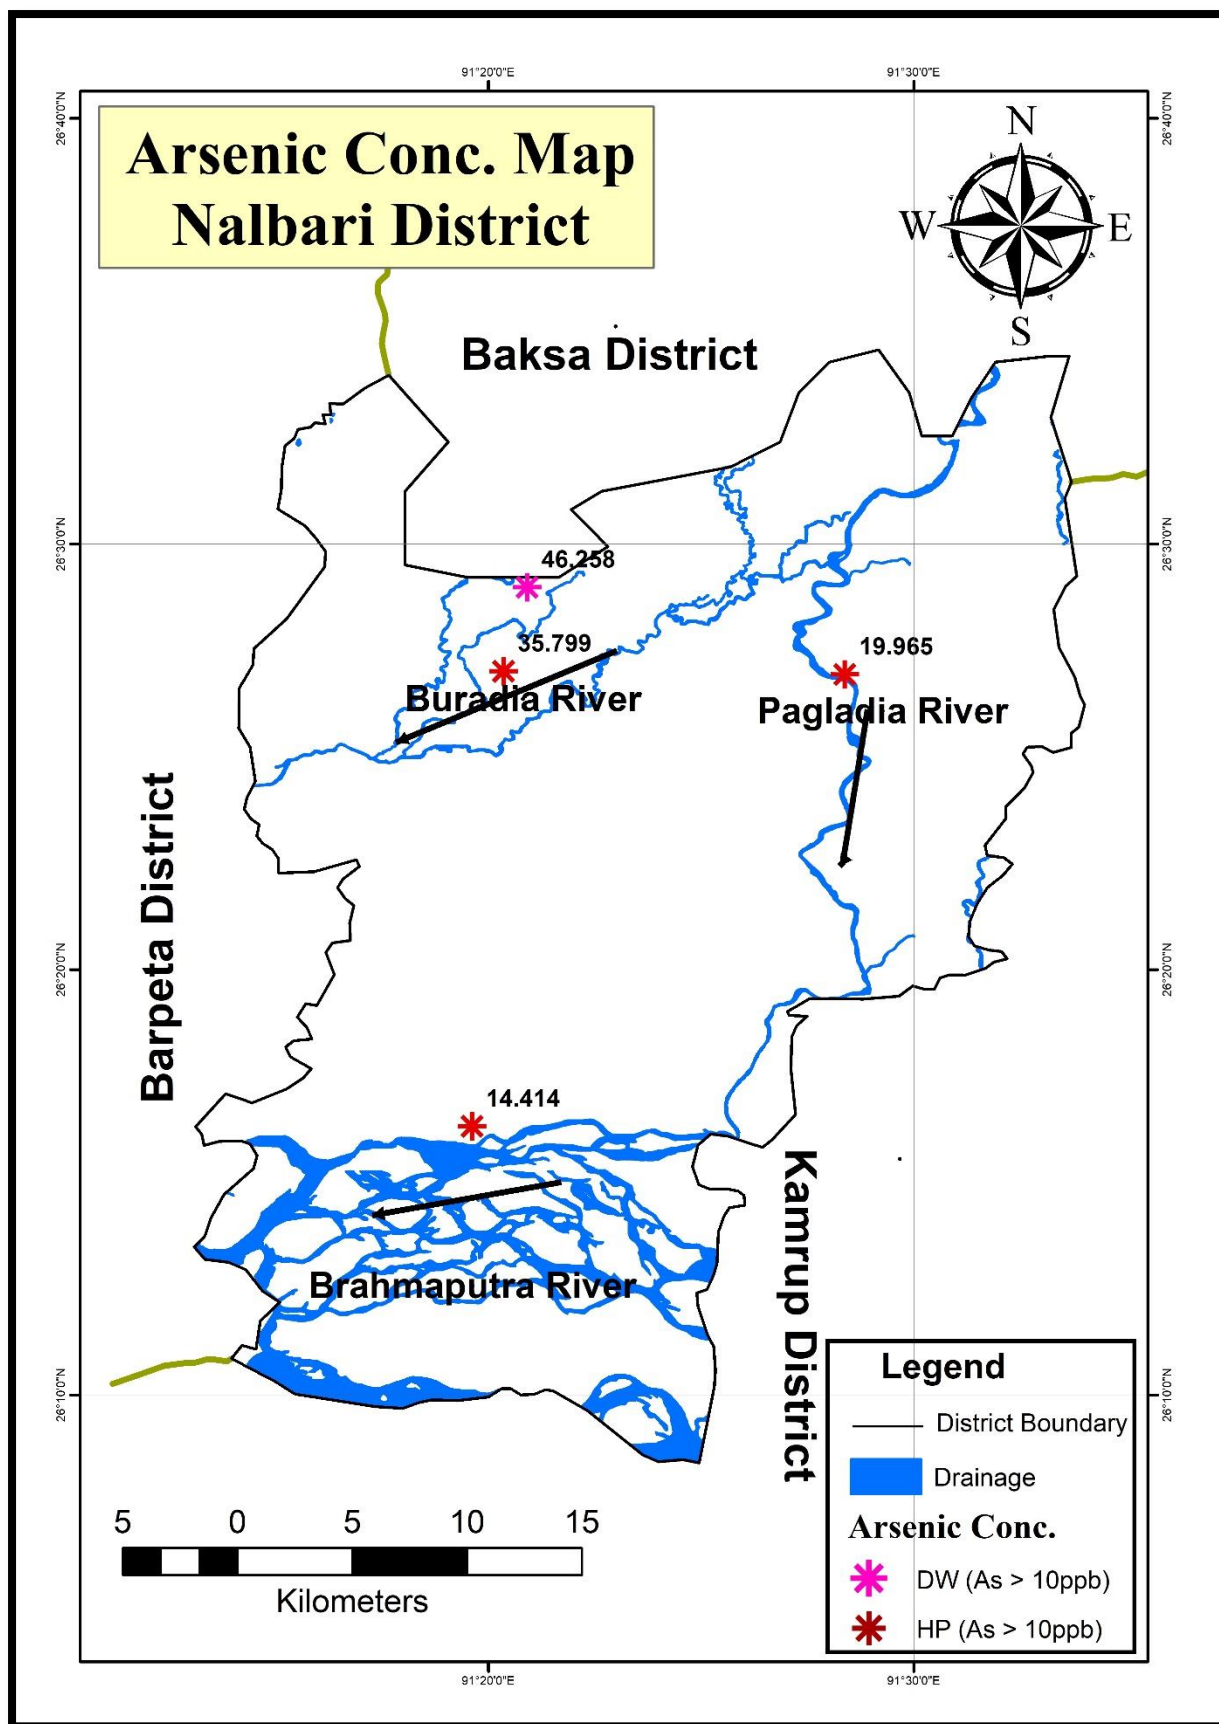 91°20'0"E
91°30'0"E
26°40'0"N
26°40'0"N
Arsenic Conc. Map
Nalbari District
N
W
E
S
Baksa District
26°30'0"N
26°30'0"N
46.258
35.799
19.965
Buradia River
Pagladia River
Barpeta District
26°20'0"N
26°20'0"N
14.414
Kamrup District
Brahmaputra River
26°10'0"N
26°10'0"N
Legend
District Boundary
Drainage
Arsenic Conc.
DW (As > 10ppb)
HP (As > 10ppb)
5 0 5 10 15
Kilometers
91°20'0"E
91°30'0"E